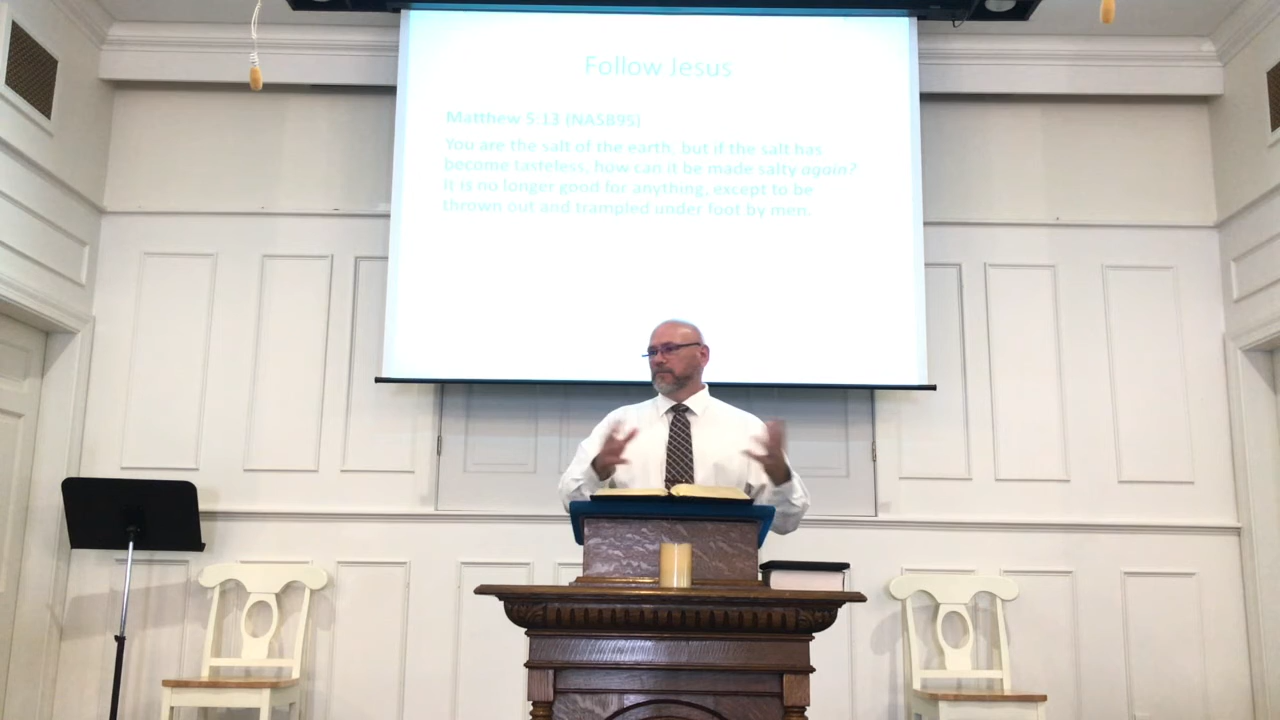 Follow Jesus
Matthew 5:13 (NASB95)
You are the salt of the earth, but if the salt has
become tasteless, how can it be made salty again?
It is no longer good for anything, except to be
thrown out and trampled under foot by men.